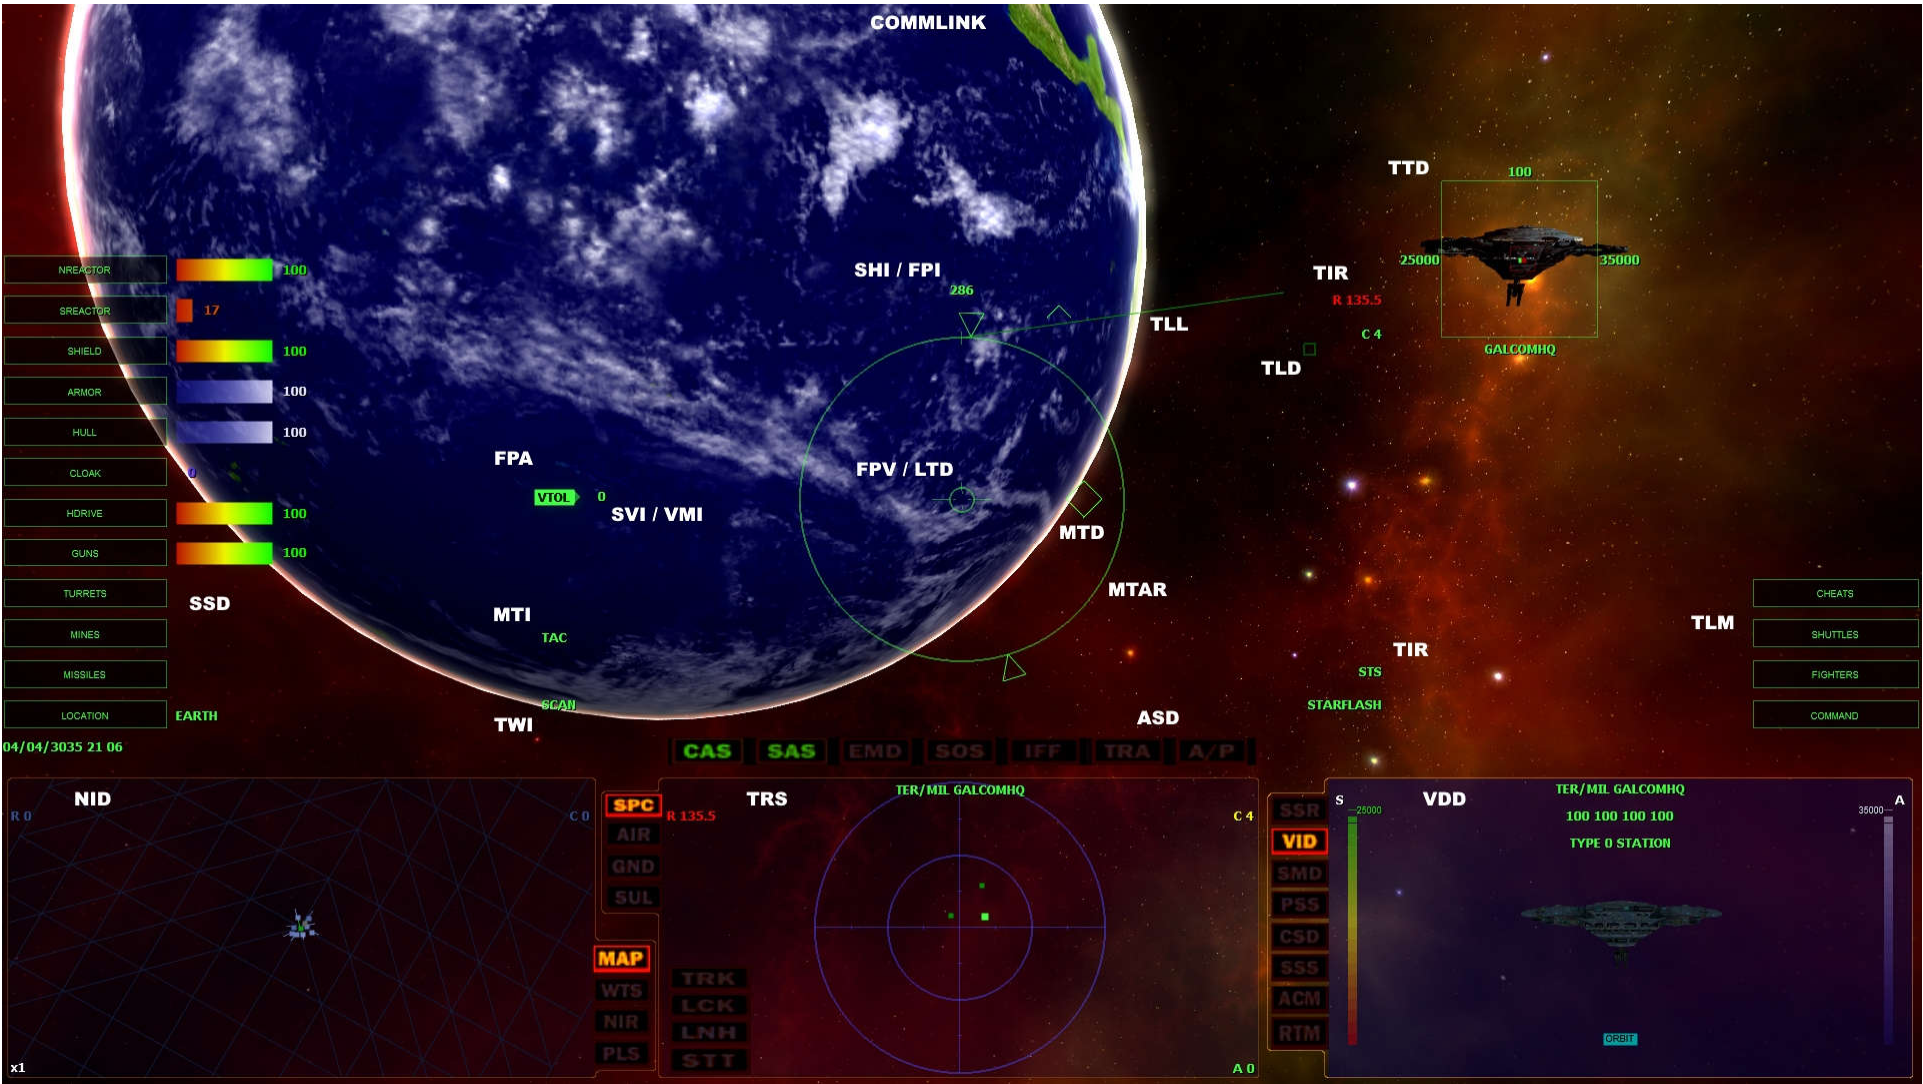 COMMLINK
TTD
100
25000
35000
GALCOMHQ
TIR
R 135.5
C 4
TLL
TLD
SHI / FPI
286
NREACTOR 100
SREACTOR 17
SHIELD 100
ARMOR 100
HULL 100
CLOAK 0
HDRIVE 100
GUNS 100
TURRETS
MINES
MISSILES
LOCATION EARTH
SSD
04/04/3035 21 06
FPA
VTOL 0
SVI / VMI
FPV / LTD
MTD
MTAR
MTI
TAC
SCAN
TWI
TIR
STS
STARFLASH
ASD
TLM
CHEATS
SHUTTLES
FIGHTERS
COMMAND
CAS SAS EMD SOS IFF TRA A/P
NID
R 0
C 0
x1
SPC
AIR
GND
SUL
MAP
WTS
NIR
PLS
TRS
TER/MIL GALCOMHQ
R 135.5
C 4
TRK
LCK
LNH
STT
A 0
SSR
VID
SMD
PSS
CSD
SSS
ACM
RTM
S
25000
VDD
TER/MIL GALCOMHQ
100 100 100 100
TYPE 0 STATION
35000
A
ORBIT